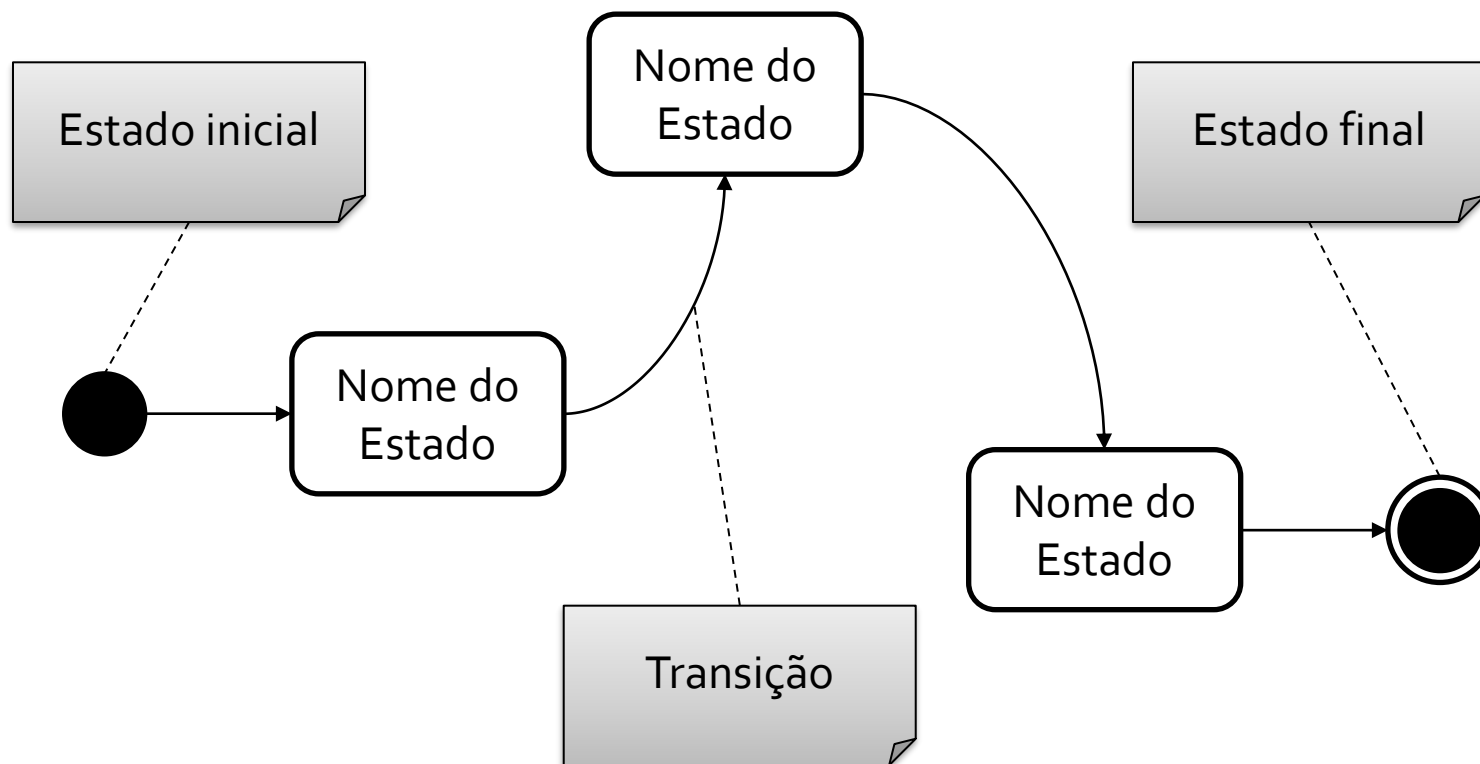 Nome do
Estado
Estado inicial
Estado final
Nome do
Estado
Nome do
Estado
Transição